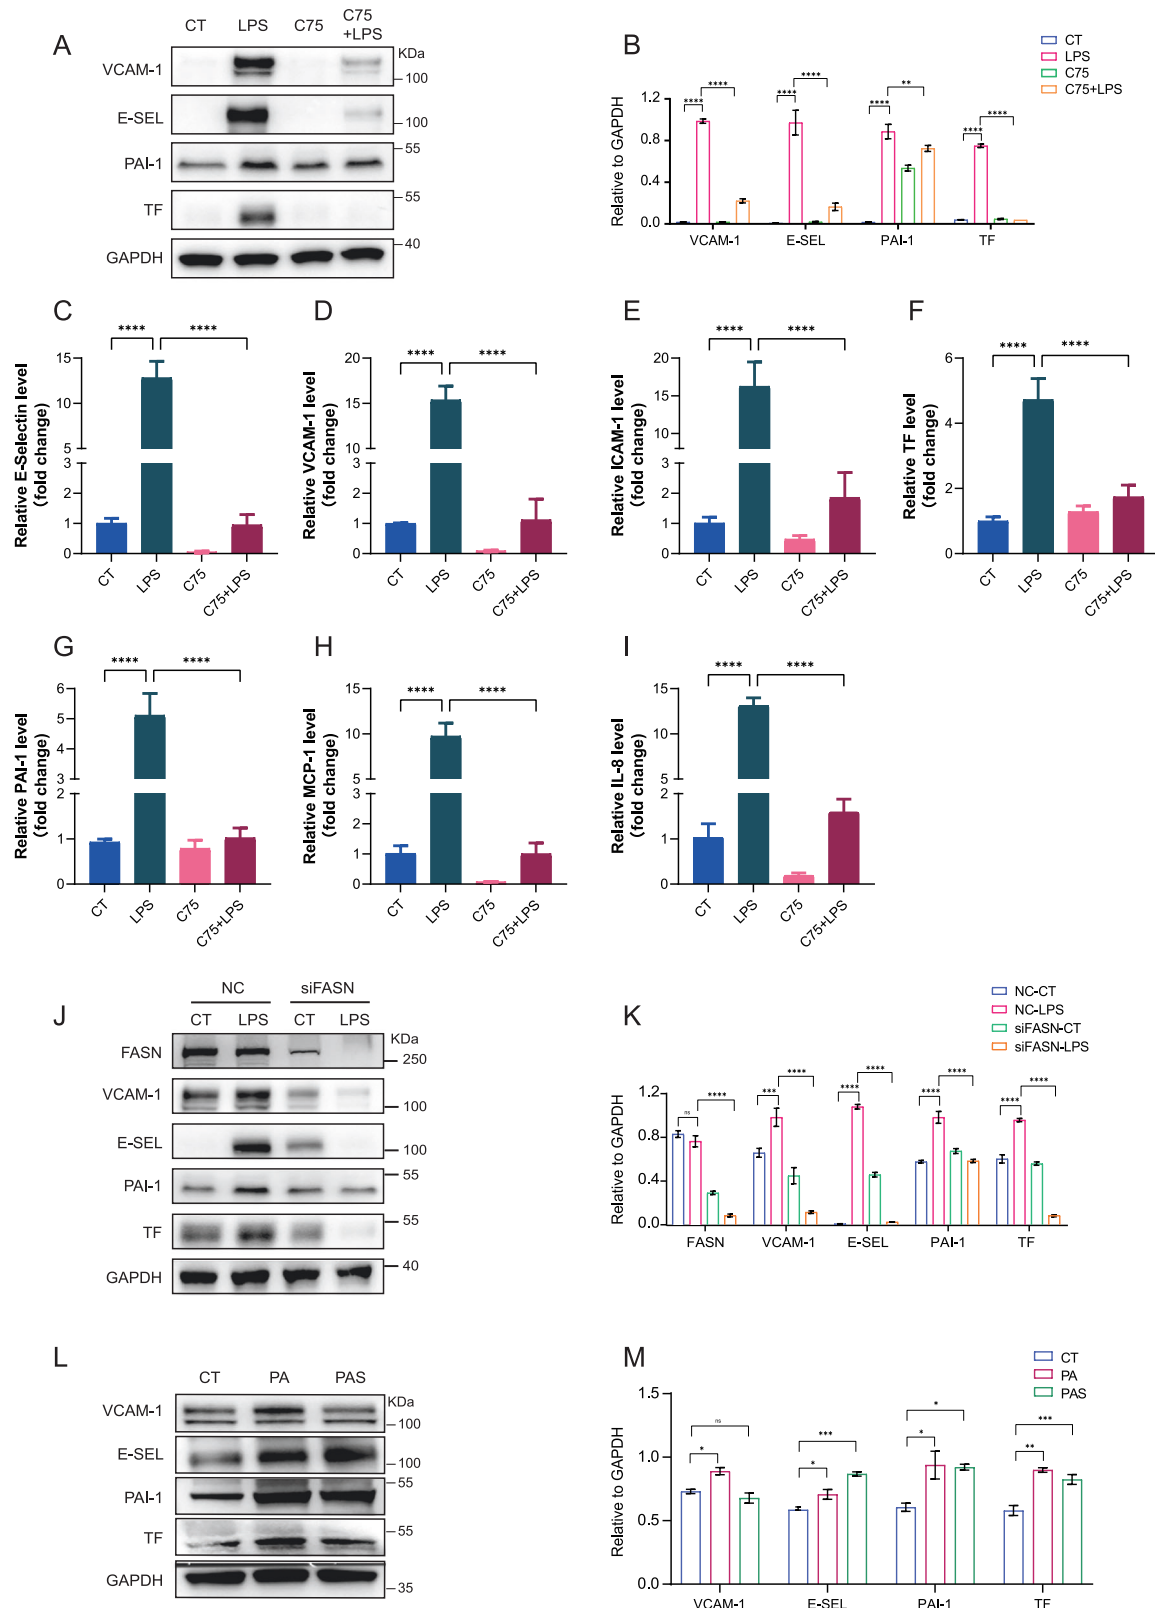 A
CT LPS C75 C75
+LPS
KDa
VCAM-1
100
E-SEL
100
PAI-1
55
TF
55
GAPDH
40
B
CT
LPS
C75
C75+LPS
Relative to GAPDH
1.2
0.8
0.4
0.0
**** **** **** **** **** ** **** ****
VCAM-1 E-SEL PAI-1 TF
C
Relative E-Selectin level
(fold change)
15
10
5
3
2
1
0
**** ****
CT LPS C75 C75+LPS
D
Relative VCAM-1 level
(fold change)
20
15
10
3
2
1
0
**** ****
CT LPS C75 C75+LPS
E
Relative ICAM-1 level
(fold change)
20
15
10
5
3
2
1
0
**** ****
CT LPS C75 C75+LPS
F
Relative TF level
(fold change)
6
4
2
0
**** ****
CT LPS C75 C75+LPS
G
Relative PAI-1 level
(fold change)
6
5
4
3
2
1
0
**** ****
CT LPS C75 C75+LPS
H
Relative MCP-1 level
(fold change)
15
10
5
3
2
1
0
**** ****
CT LPS C75 C75+LPS
I
Relative IL-8 level
(fold change)
15
10
5
2
1
0
**** ****
CT LPS C75 C75+LPS
J
NC siFASN
CT LPS CT LPS
KDa
FASN
250
VCAM-1
100
E-SEL
100
PAI-1
55
TF
55
GAPDH
40
K
NC-CT
NC-LPS
siFASN-CT
siFASN-LPS
Relative to GAPDH
1.2
0.8
0.4
0.0
ns **** *** **** **** **** **** **** **** ****
FASN VCAM-1 E-SEL PAI-1 TF
L
CT PA PAS
KDa
VCAM-1
100
E-SEL
100
PAI-1
55
TF
55
GAPDH
35
M
CT
PA
PAS
Relative to GAPDH
1.5
1.0
0.5
0.0
* ns * *** * * ** ***
VCAM-1 E-SEL PAI-1 TF